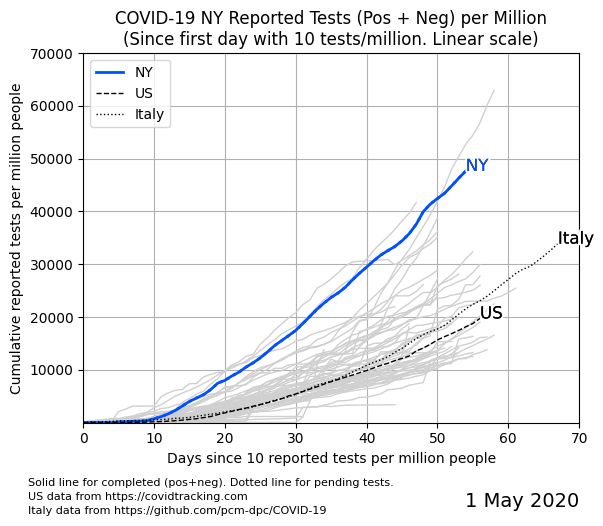 COVID-19 NY Reported Tests (Pos + Neg) per Million
(Since first day with 10 tests/million. Linear scale)
Cumulative reported tests per million people
70000
60000
50000
40000
30000
20000
10000
NY
US
Italy
NY
Italy
US
0 10 20 30 40 50 60 70
Days since 10 reported tests per million people
Solid line for completed (pos+neg). Dotted line for pending tests.
US data from https://covidtracking.com
Italy data from https://github.com/pcm-dpc/COVID-19
1 May 2020